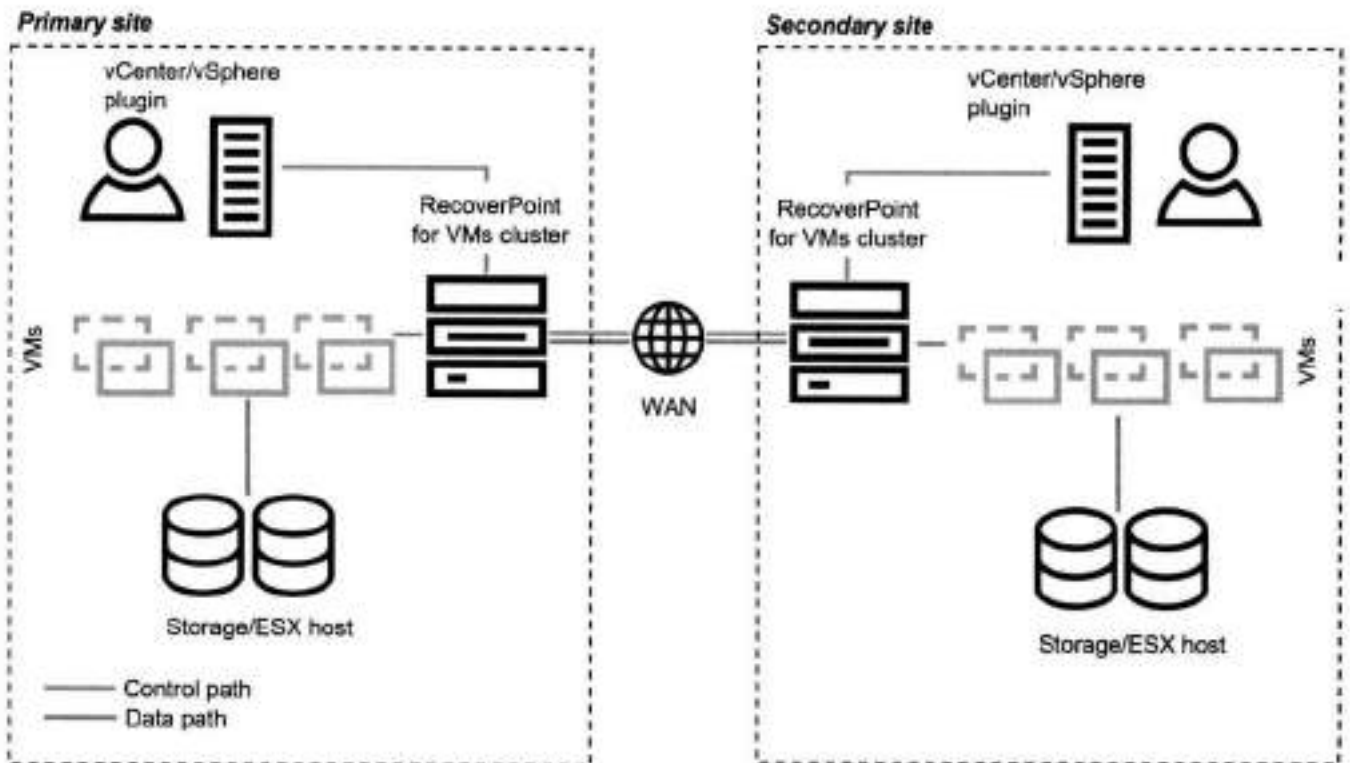 Primary site
Secondary site
vCenter/vSphere
plugin
vCenter/vSphere
plugin
RecoverPoint
for VMs cluster
RecoverPoint
for VMs cluster
VMs
VMs
WAN
Storage/ESX host
Storage/ESX host
Control path
Data path